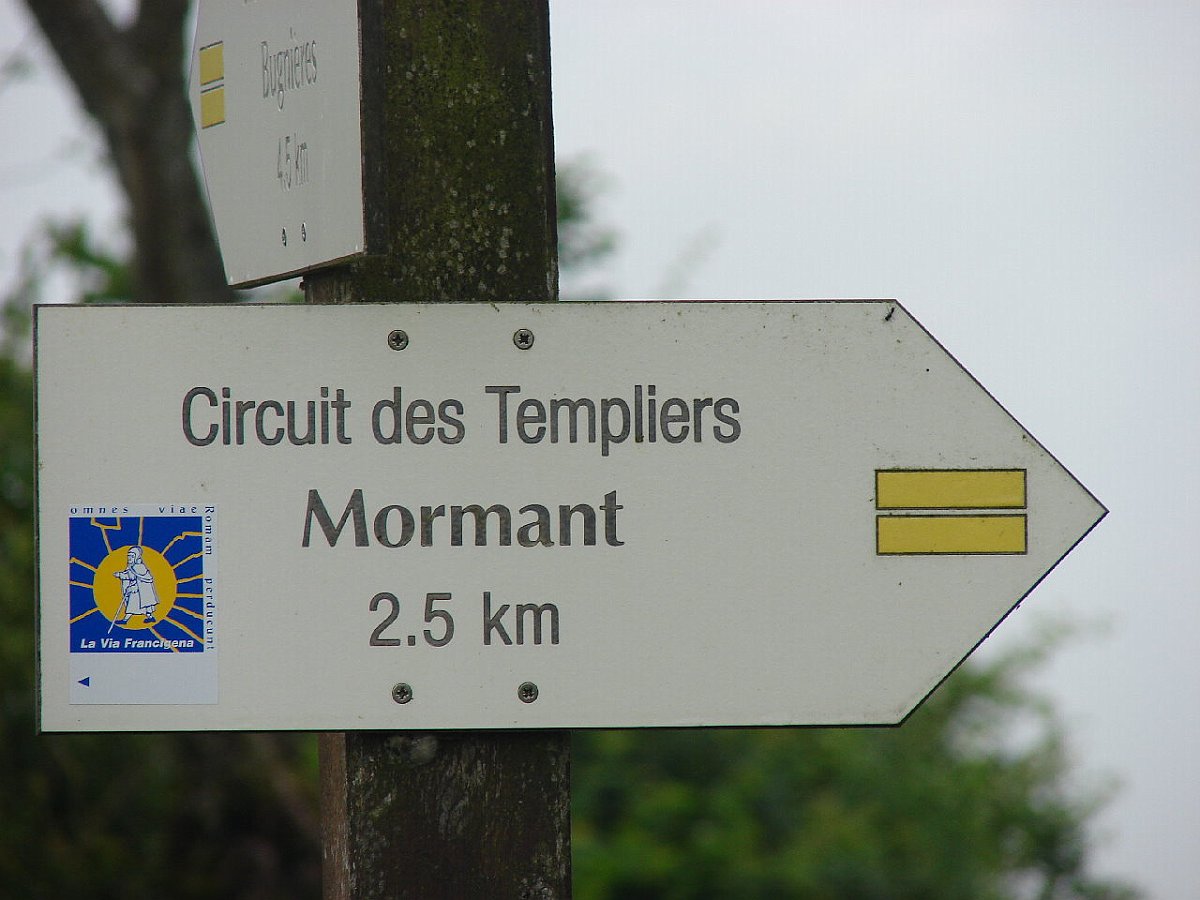 Bugnières
4,5 km
Circuit des Templiers
Mormant
2.5 km
omnes viae
Romam perducunt
La Via Francigena